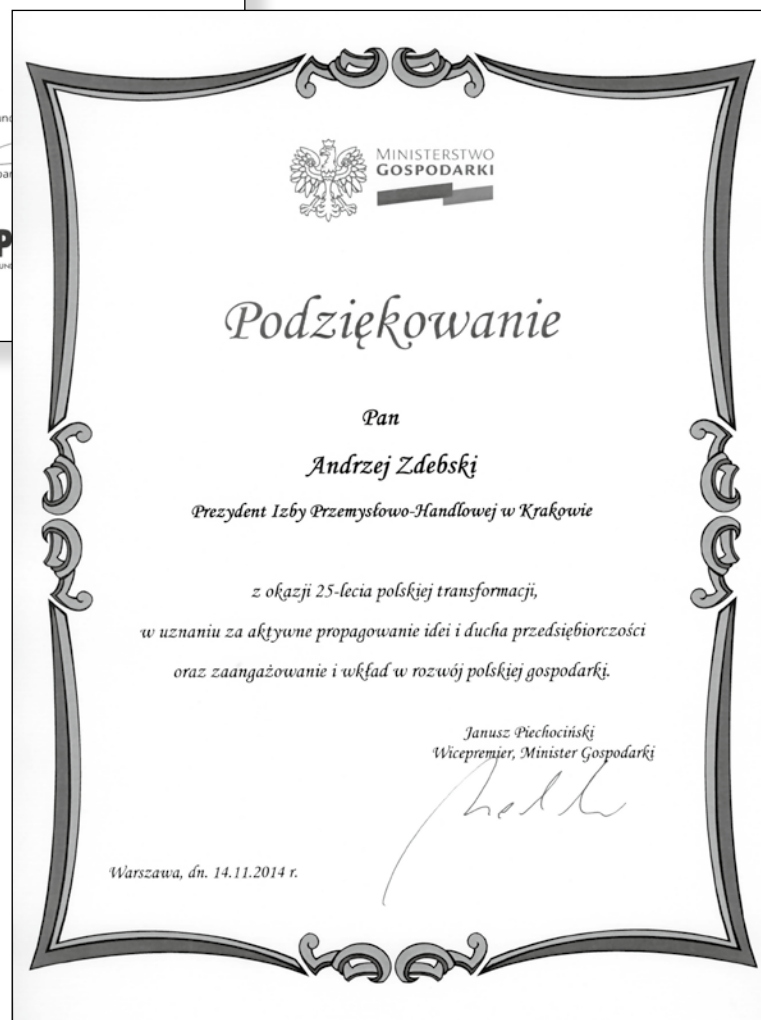 MINISTERSTWO
GOSPODARKI
Podziękowanie
Pan
Andrzej Zdebski
Prezydent Izby Przemysłowo-Handlowej w Krakowie
z okazji 25-lecia polskiej transformacji,
w uznaniu za aktywne propagowanie idei i ducha przedsiębiorczości
oraz zaangażowanie i wkład w rozwój polskiej gospodarki.
Janusz Piechociński
Wicepremier, Minister Gospodarki
Warszawa, dn. 14.11.2014 r.